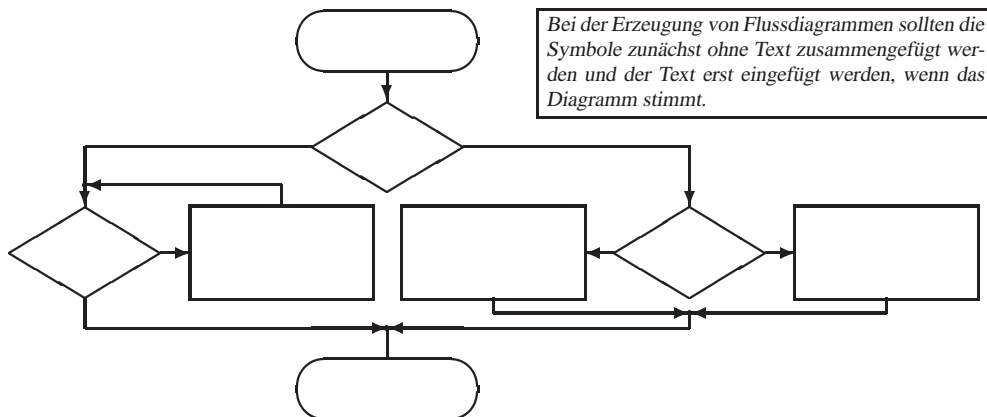 Bei der Erzeugung von Flussdiagrammen sollten die
Symbole zunächst ohne Text zusammengefügt wer-
den und der Text erst eingefügt werden, wenn das
Diagramm stimmt.